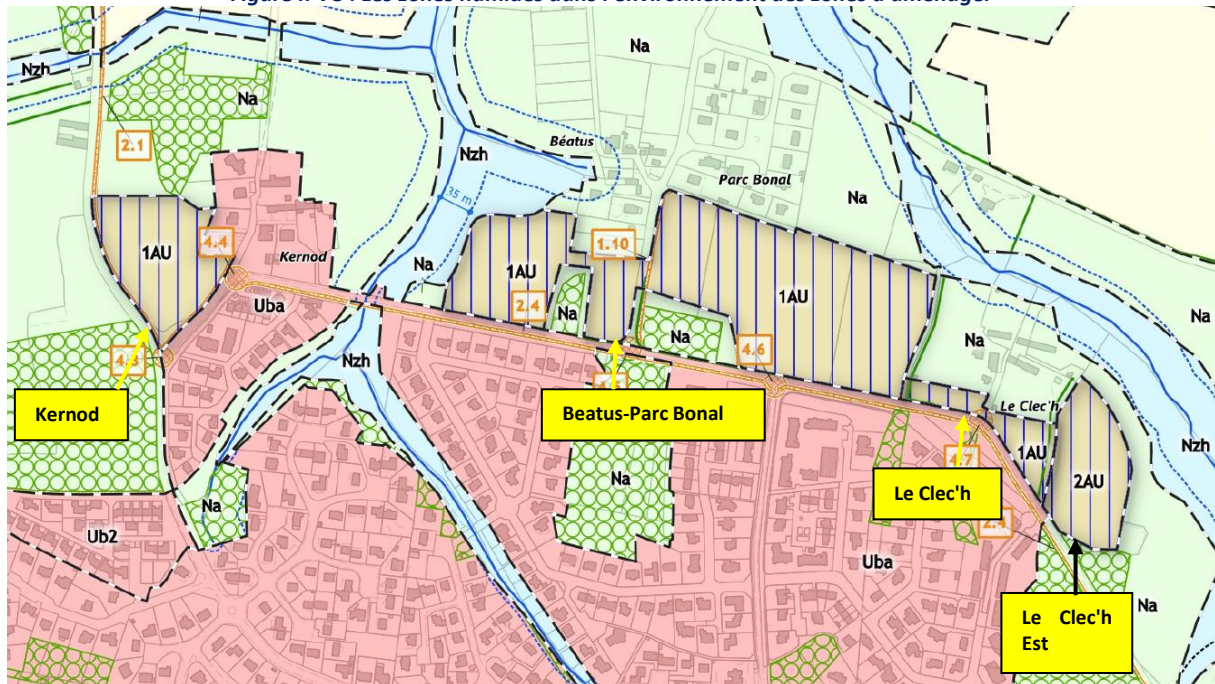 Na
Nzh
Na
2.1
Béatus
Nzh
Parc Bonal
Na
35 m
1AU
4.4
Kernod
Na
1AU
2.4
1.10
1AU
Na
Uba
Na
Na
4.6
Na
Nzh
Kernod
Beatus-Parc Bonal
Le Clec'h
Nzh
1AU
2AU
Le Clec'h
Na
Na
Ub2
Uba
2.4
Na
Le Clec'h
Est